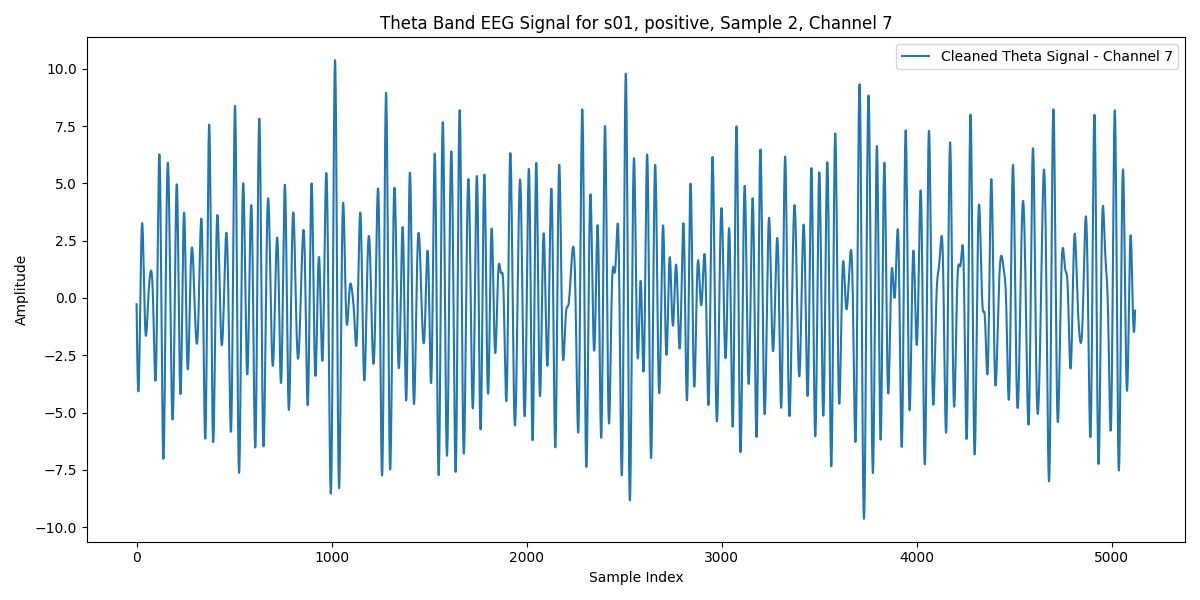 Theta Band EEG Signal for s01, positive, Sample 2, Channel 7
Cleaned Theta Signal - Channel 7
Amplitude
10.0
7.5
5.0
2.5
0.0
−2.5
−5.0
−7.5
−10.0
0 1000 2000 3000 4000 5000
Sample Index